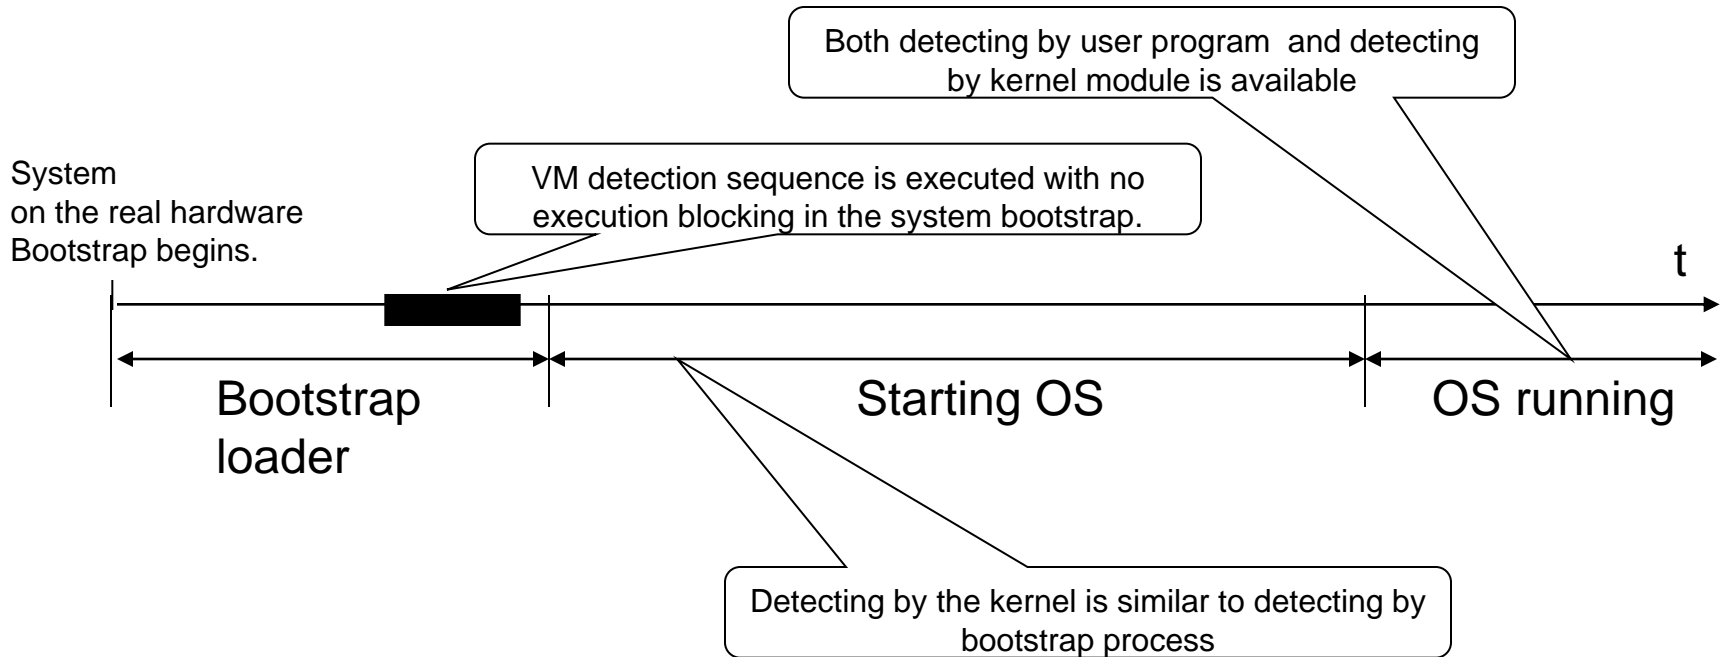 Both detecting by user program  and detecting
by kernel module is available
System
on the real hardware
Bootstrap begins.
VM detection sequence is executed with no
execution blocking in the system bootstrap.
t
Bootstrap
loader
Starting OS
OS running
Detecting by the kernel is similar to detecting by
bootstrap process